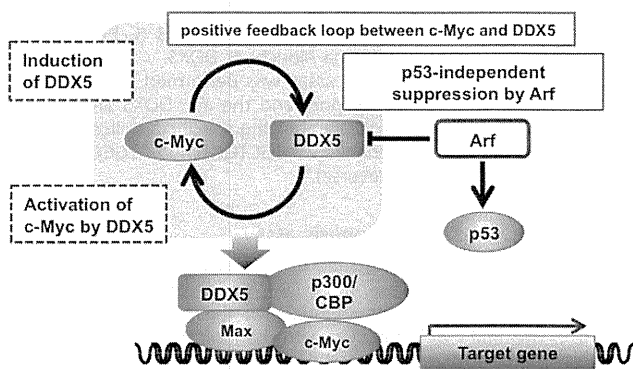 positive feedback loop between c-Myc and DDX5
Induction
of DDX5
p53-independent
suppression by Arf
c-Myc
DDX5
Arf
Activation of
c-Myc by DDX5
p53
DDX5
p300/
CBP
Max
c-Myc
Target gene